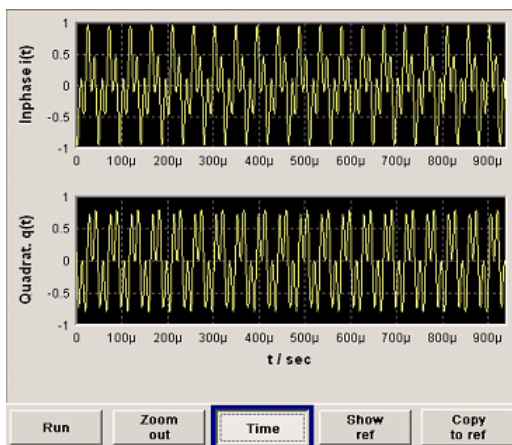 Inphase i(t)
1
0.5
0
-0.5
-1
0 100µ 200µ 300µ 400µ 500µ 600µ 700µ 800µ 900µ
Quadrat. q(t)
1
0.5
0
-0.5
-1
0 100µ 200µ 300µ 400µ 500µ 600µ 700µ 800µ 900µ
t / sec
Run
Zoom
out
Time
Show
ref
Copy
to ref